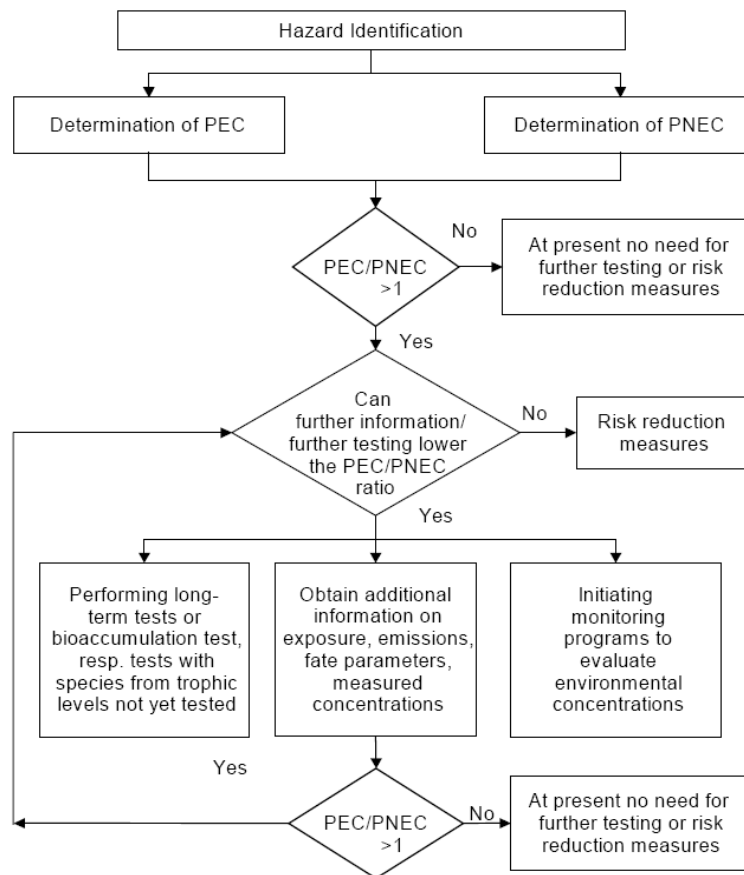 Hazard Identification
Determination of PEC
Determination of PNEC
PEC/PNEC
>1
No
At present no need for
further testing or risk
reduction measures
Yes
Can
further information/
further testing lower
the PEC/PNEC
ratio
No
Risk reduction
measures
Yes
Performing long-
term tests or
bioaccumulation test,
resp. tests with
species from trophic
levels not yet tested
Obtain additional
information on
exposure, emissions,
fate parameters,
measured
concentrations
Initiating
monitoring
programs to
evaluate
environmental
concentrations
Yes
PEC/PNEC
>1
No
At present no need for
further testing or risk
reduction measures